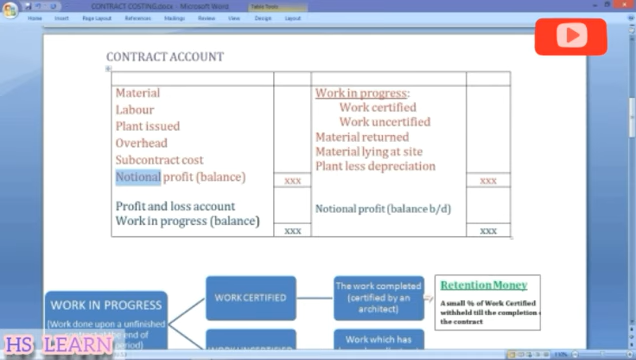 CONTRACT COSTING.docx - Microsoft Word
Table Tools
Home Insert Page Layout References Mailings Review View Design Layout
CONTRACT ACCOUNT
Material
Labour
Plant issued
Overhead
Subcontract cost
Notional profit (balance)
xxx
Profit and loss account
Work in progress (balance)
xxx
Work in progress:
Work certified
Work uncertified
Material returned
Material lying at site
Plant less depreciation
xxx
Notional profit (balance b/d)
xxx
WORK IN PROGRESS
(Work done upon a unfinished
WORK CERTIFIED
The work completed
(certified by an
architect)
Retention Money
A small % of Work Certified
withheld till the completion
the contract
Work which has
HS LEARN